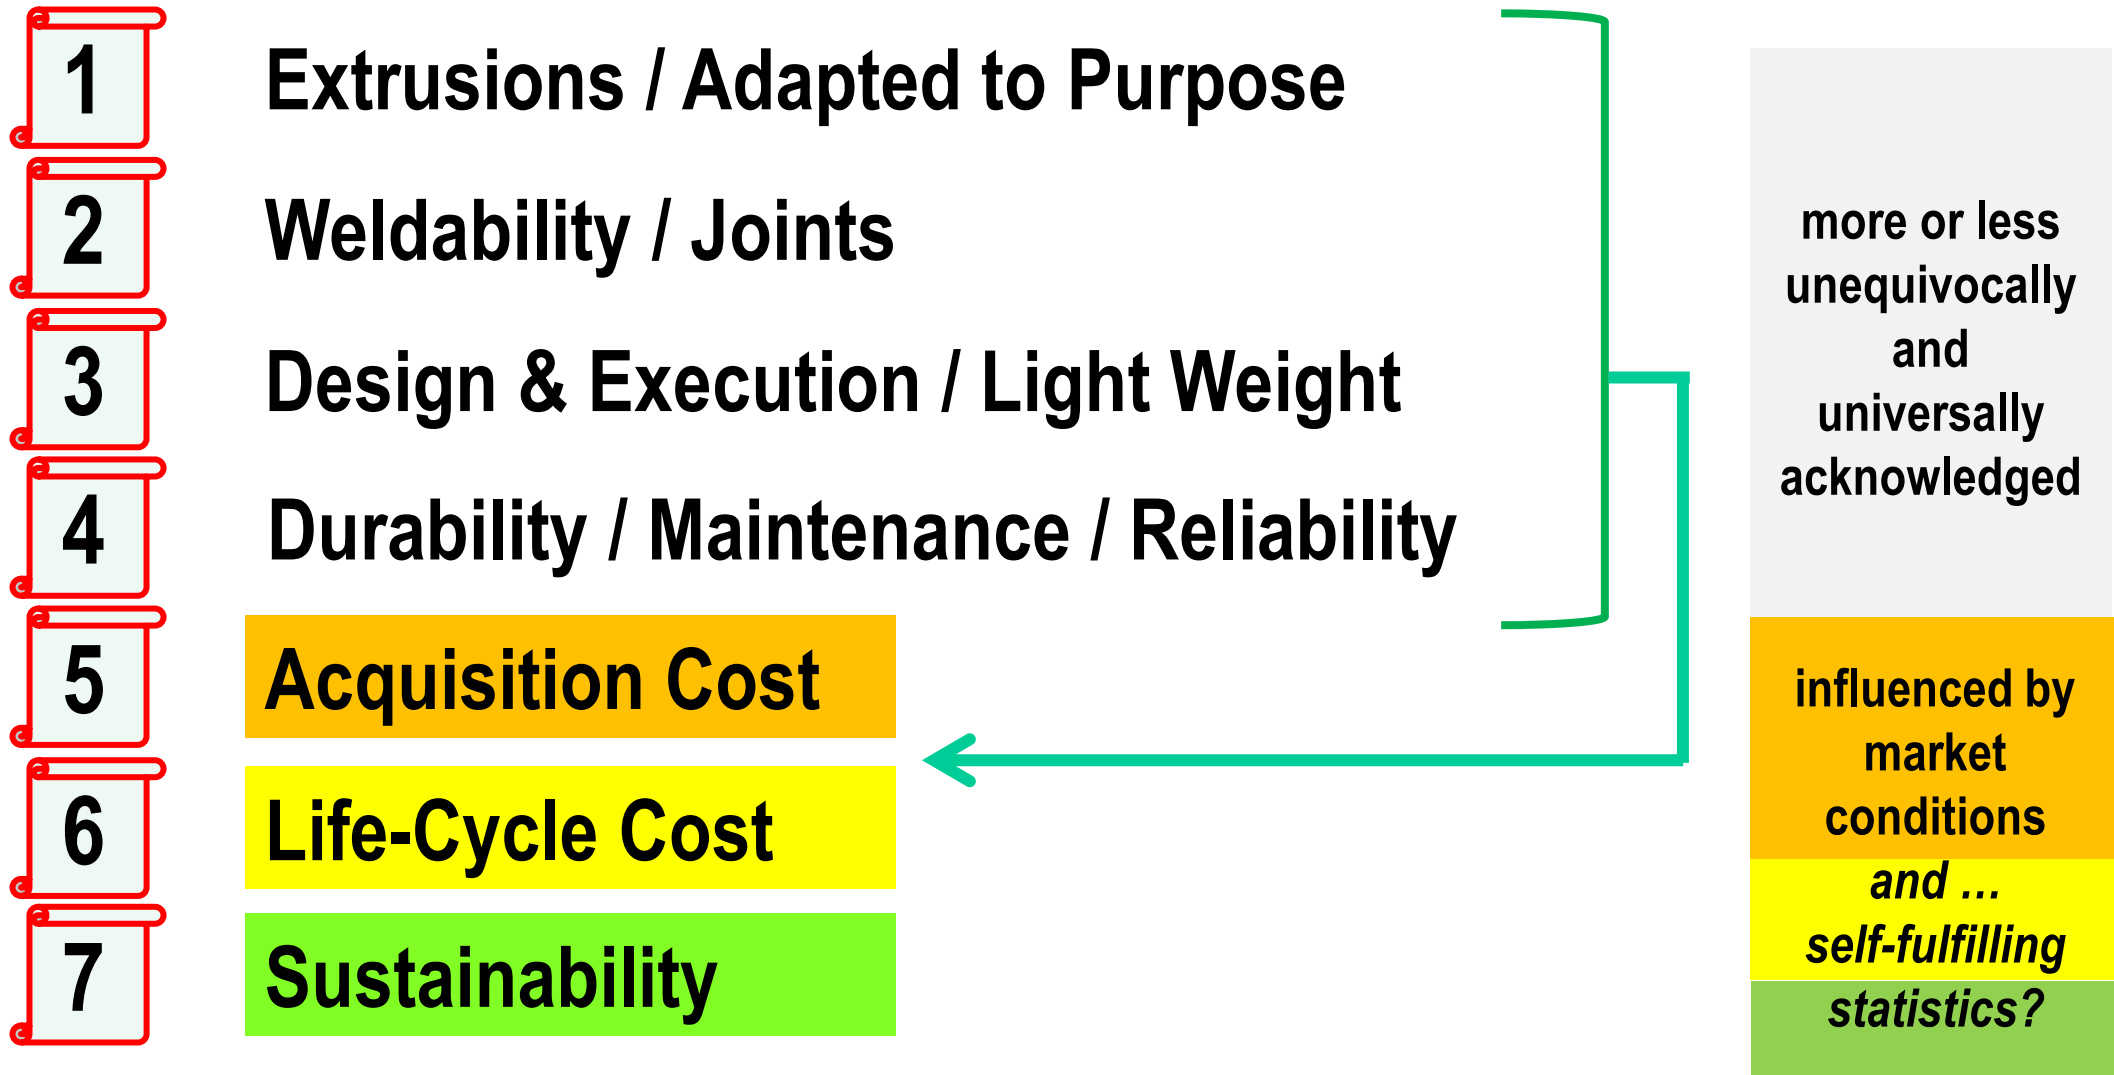 1 Extrusions / Adapted to Purpose
2 Weldability / Joints
3 Design & Execution / Light Weight
4 Durability / Maintenance / Reliability
5 Acquisition Cost
6 Life-Cycle Cost
7 Sustainability
more or less
unequivocally
and
universally
acknowledged
influenced by
market
conditions
and …
self-fulfilling
statistics?